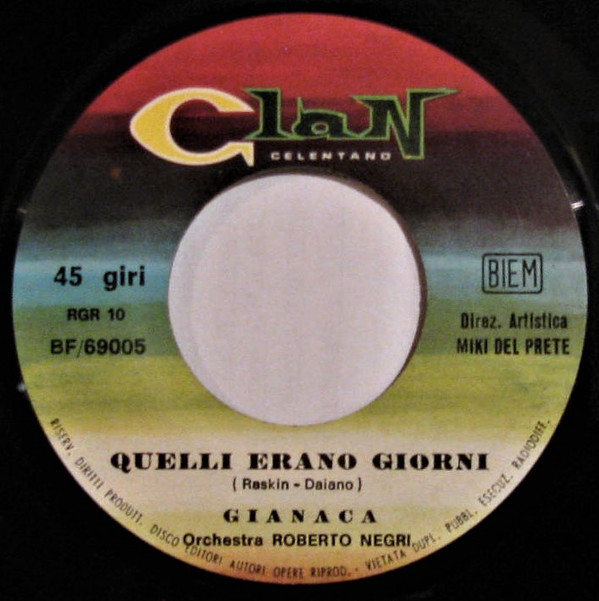 Clan
CELENTANO
45 giri
RGR 10
BF/69005
BIEM
Direz. Artistica
MIKI DEL PRETE
QUELLI ERANO GIORNI
( Raskin - Daiano )
GIANACA
Orchestra ROBERTO NEGRI
RISERV. DIRITTI PRODUTT. DISCO EDITORI AUTORI OPERE RIPROD. - VIETATA DUPL. PUBBL. ESECUZ. RADIODIFF.